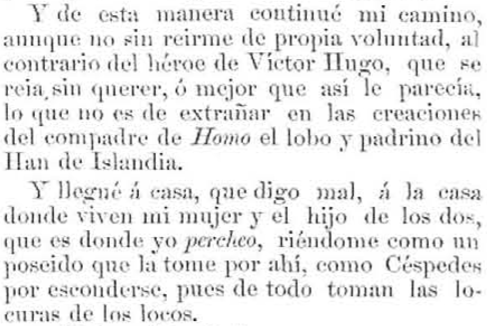 Y de esta manera continué mi camino,
aunque no sin reirme de propia voluntad, al
contrario del héroe de Victor Hugo, que se
reia sin querer, ó mejor que así le parecía,
lo que no es de extrañar en las creaciones
del compadre de Homo el lobo y padrino del
Han de Islandia.
Y llegué á casa, que digo mal, á la casa
donde viven mi mujer y el hijo de los dos,
que es donde yo percheo, riéndome como un
poseido que la tome por ahí, como Céspedes
por esconderse, pues de todo toman las lo-
curas de los locos.